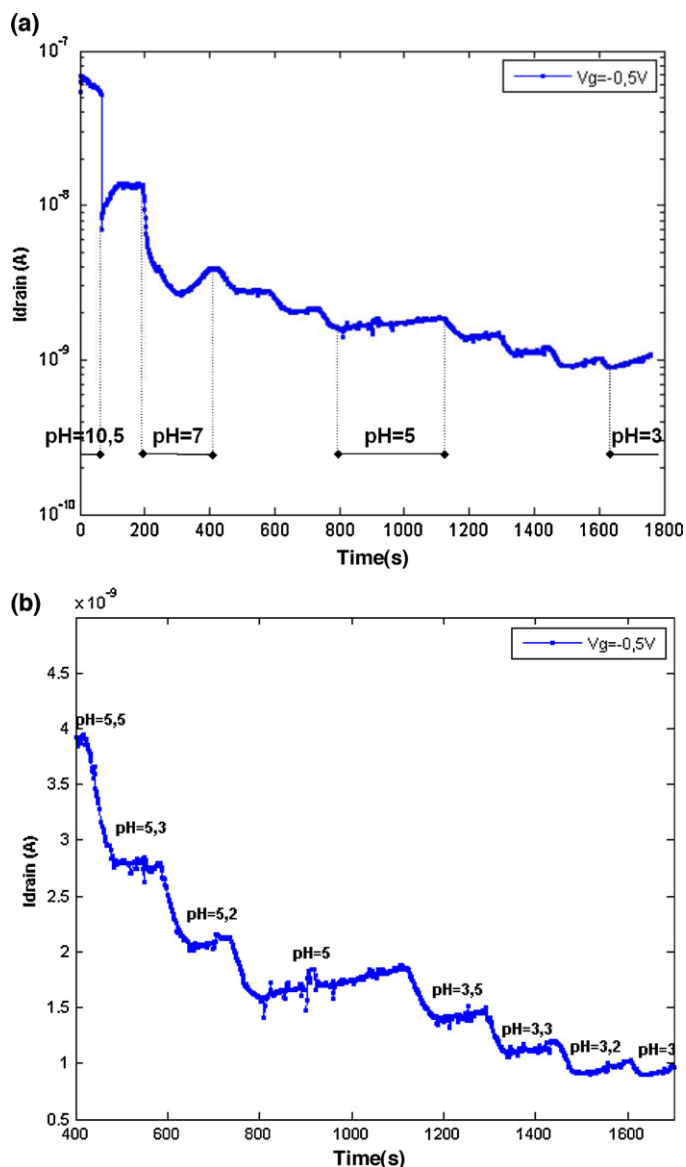 (a)
10⁻⁷
Vg=-0,5V
10⁻⁸
Idrain (A)
10⁻⁹
pH=10,5 pH=7 pH=5 pH=3
10⁻¹⁰
0 200 400 600 800 1000 1200 1400 1600 1800
Time(s)
(b)
x 10⁻⁹
Vg=-0,5V
4.5
pH=5,5
4
3.5
pH=5,3
3
Idrain (A)
2.5
pH=5,2
2
pH=5
pH=3,5
1.5
pH=3,3
pH=3,2 pH=3
1
0.5
400 600 800 1000 1200 1400 1600
Time(s)